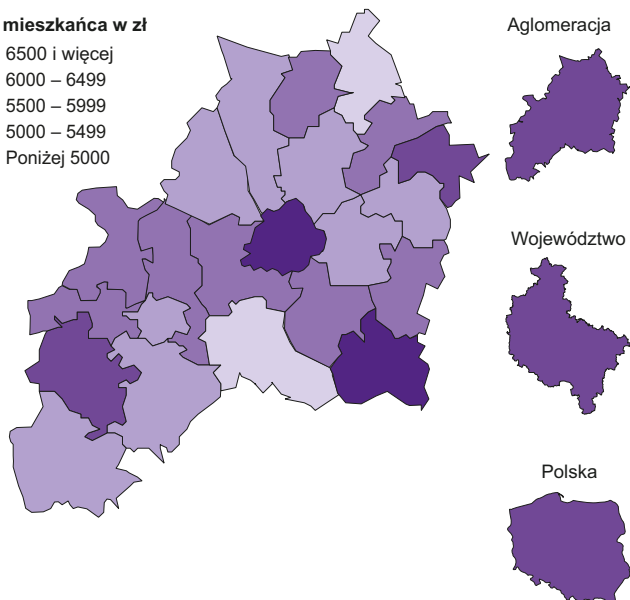 mieszkańca w zł
6500 i więcej
6000 – 6499
5500 – 5999
5000 – 5499
Poniżej 5000
Aglomeracja
Województwo
Polska